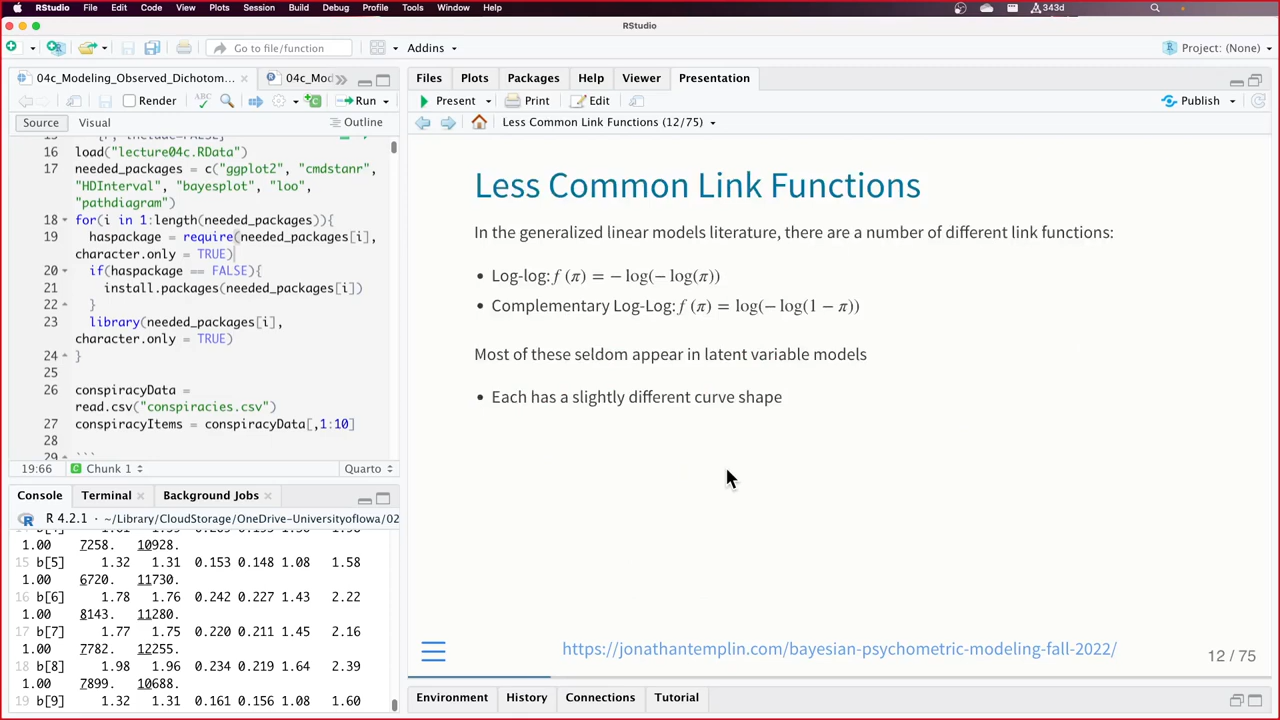 RStudio File Edit Code View Plots Session Build Debug Profile Tools Window Help 343d
RStudio
Go to file/function Addins Project: (None)
04c_Modeling_Observed_Dichotom... 04c_Mod
Render Run
Source Visual Outline
16 load("lecture04c.RData")
17 needed_packages = c("ggplot2", "cmdstanr",
"HDInterval", "bayesplot", "loo",
"pathdiagram")
18 for(i in 1:length(needed_packages)){
19 haspackage = require(needed_packages[i],
character.only = TRUE)
20 if(haspackage == FALSE){
21 install.packages(needed_packages[i])
22 }
23 library(needed_packages[i],
character.only = TRUE)
24 }
25
26 conspiracyData =
read.csv("conspiracies.csv")
27 conspiracyItems = conspiracyData[,1:10]
28
29 ```
19:66 Chunk 1 Quarto
Console Terminal Background Jobs
R 4.2.1 · ~/Library/CloudStorage/OneDrive-UniversityofIowa/02
1.00 7258. 10928.
15 b[5] 1.32 1.31 0.153 0.148 1.08 1.58
1.00 6720. 11730.
16 b[6] 1.78 1.76 0.242 0.227 1.43 2.22
1.00 8143. 11280.
17 b[7] 1.77 1.75 0.220 0.211 1.45 2.16
1.00 7782. 12255.
18 b[8] 1.98 1.96 0.234 0.219 1.64 2.39
1.00 7899. 10688.
19 b[9] 1.32 1.31 0.161 0.156 1.08 1.60
Files Plots Packages Help Viewer Presentation
Present Print Edit Publish
Less Common Link Functions (12/75)
Less Common Link Functions
In the generalized linear models literature, there are a number of different link functions:
• Log-log: f (π) = − log(− log(π))
• Complementary Log-Log: f (π) = log(− log(1 − π))
Most of these seldom appear in latent variable models
• Each has a slightly different curve shape
https://jonathantemplin.com/bayesian-psychometric-modeling-fall-2022/
12 / 75
Environment History Connections Tutorial